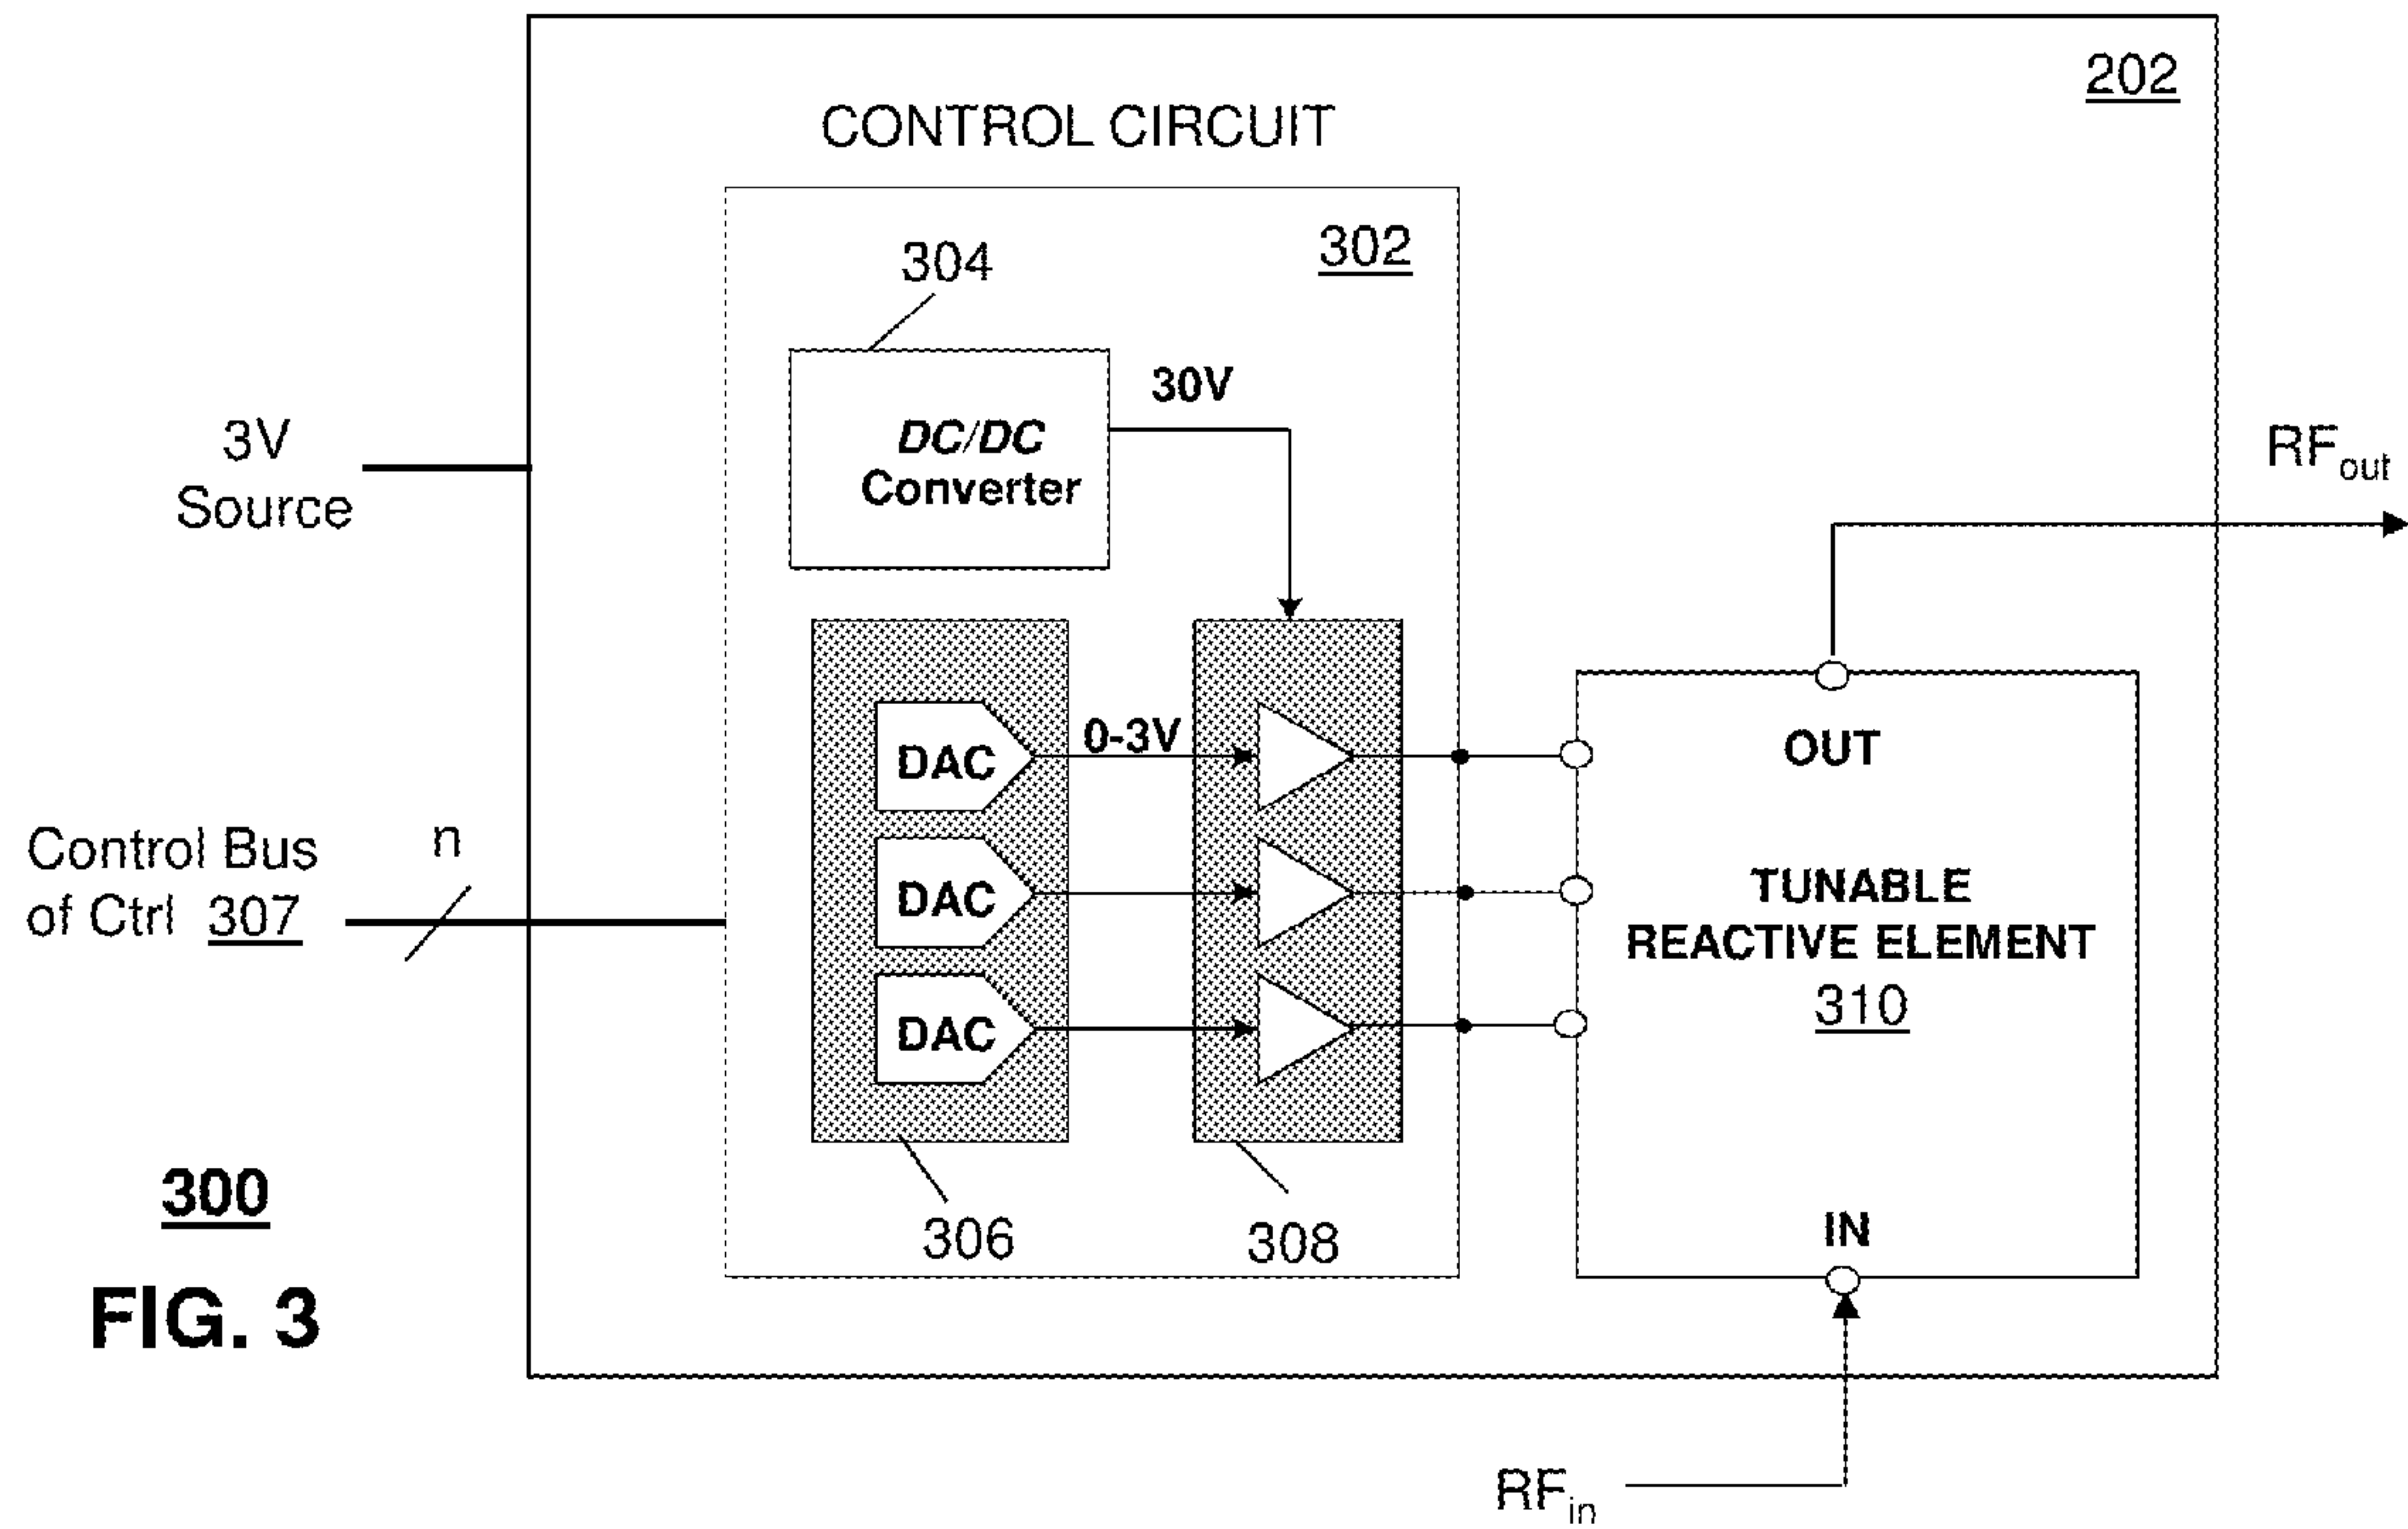 202
CONTROL CIRCUIT
302
304
30V
DC/DC
Converter
3V
Source
RFout
0-3V
DAC
DAC
DAC
OUT
TUNABLE
REACTIVE ELEMENT
310
IN
Control Bus
of Ctrl 307
n
306
308
300
FIG. 3
RFin